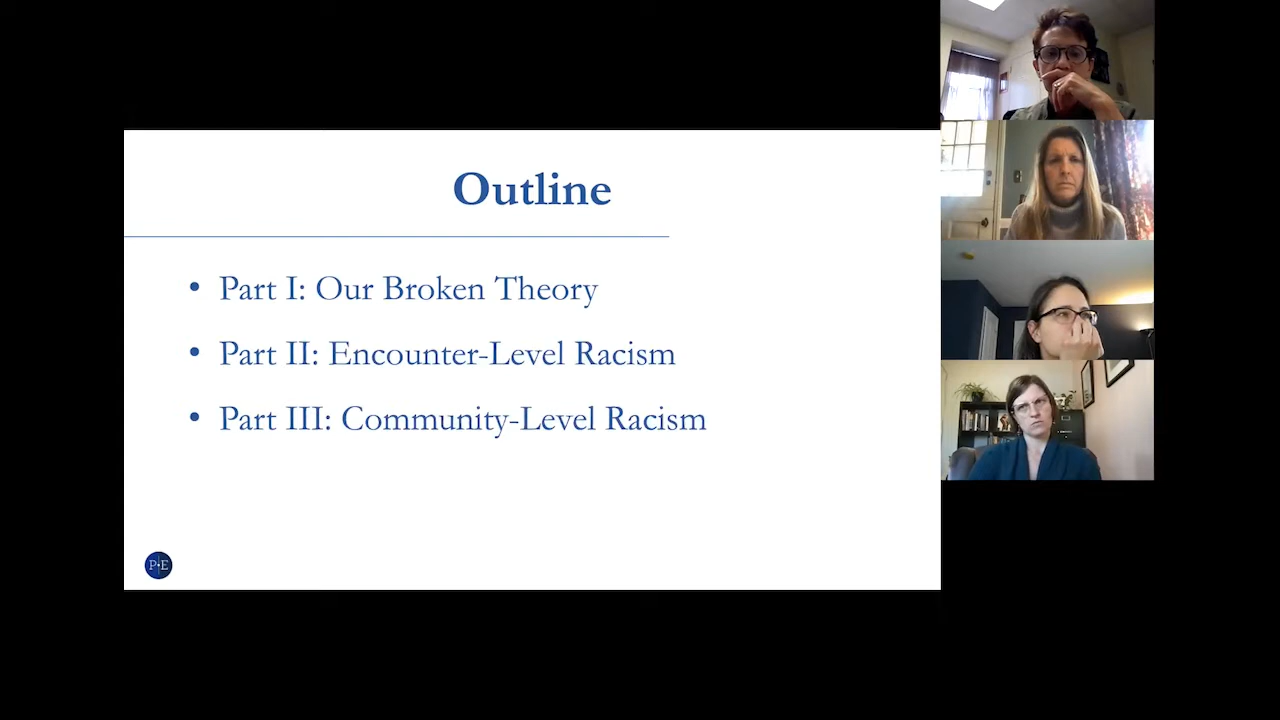 Outline
• Part I: Our Broken Theory
• Part II: Encounter-Level Racism
• Part III: Community-Level Racism
P•E